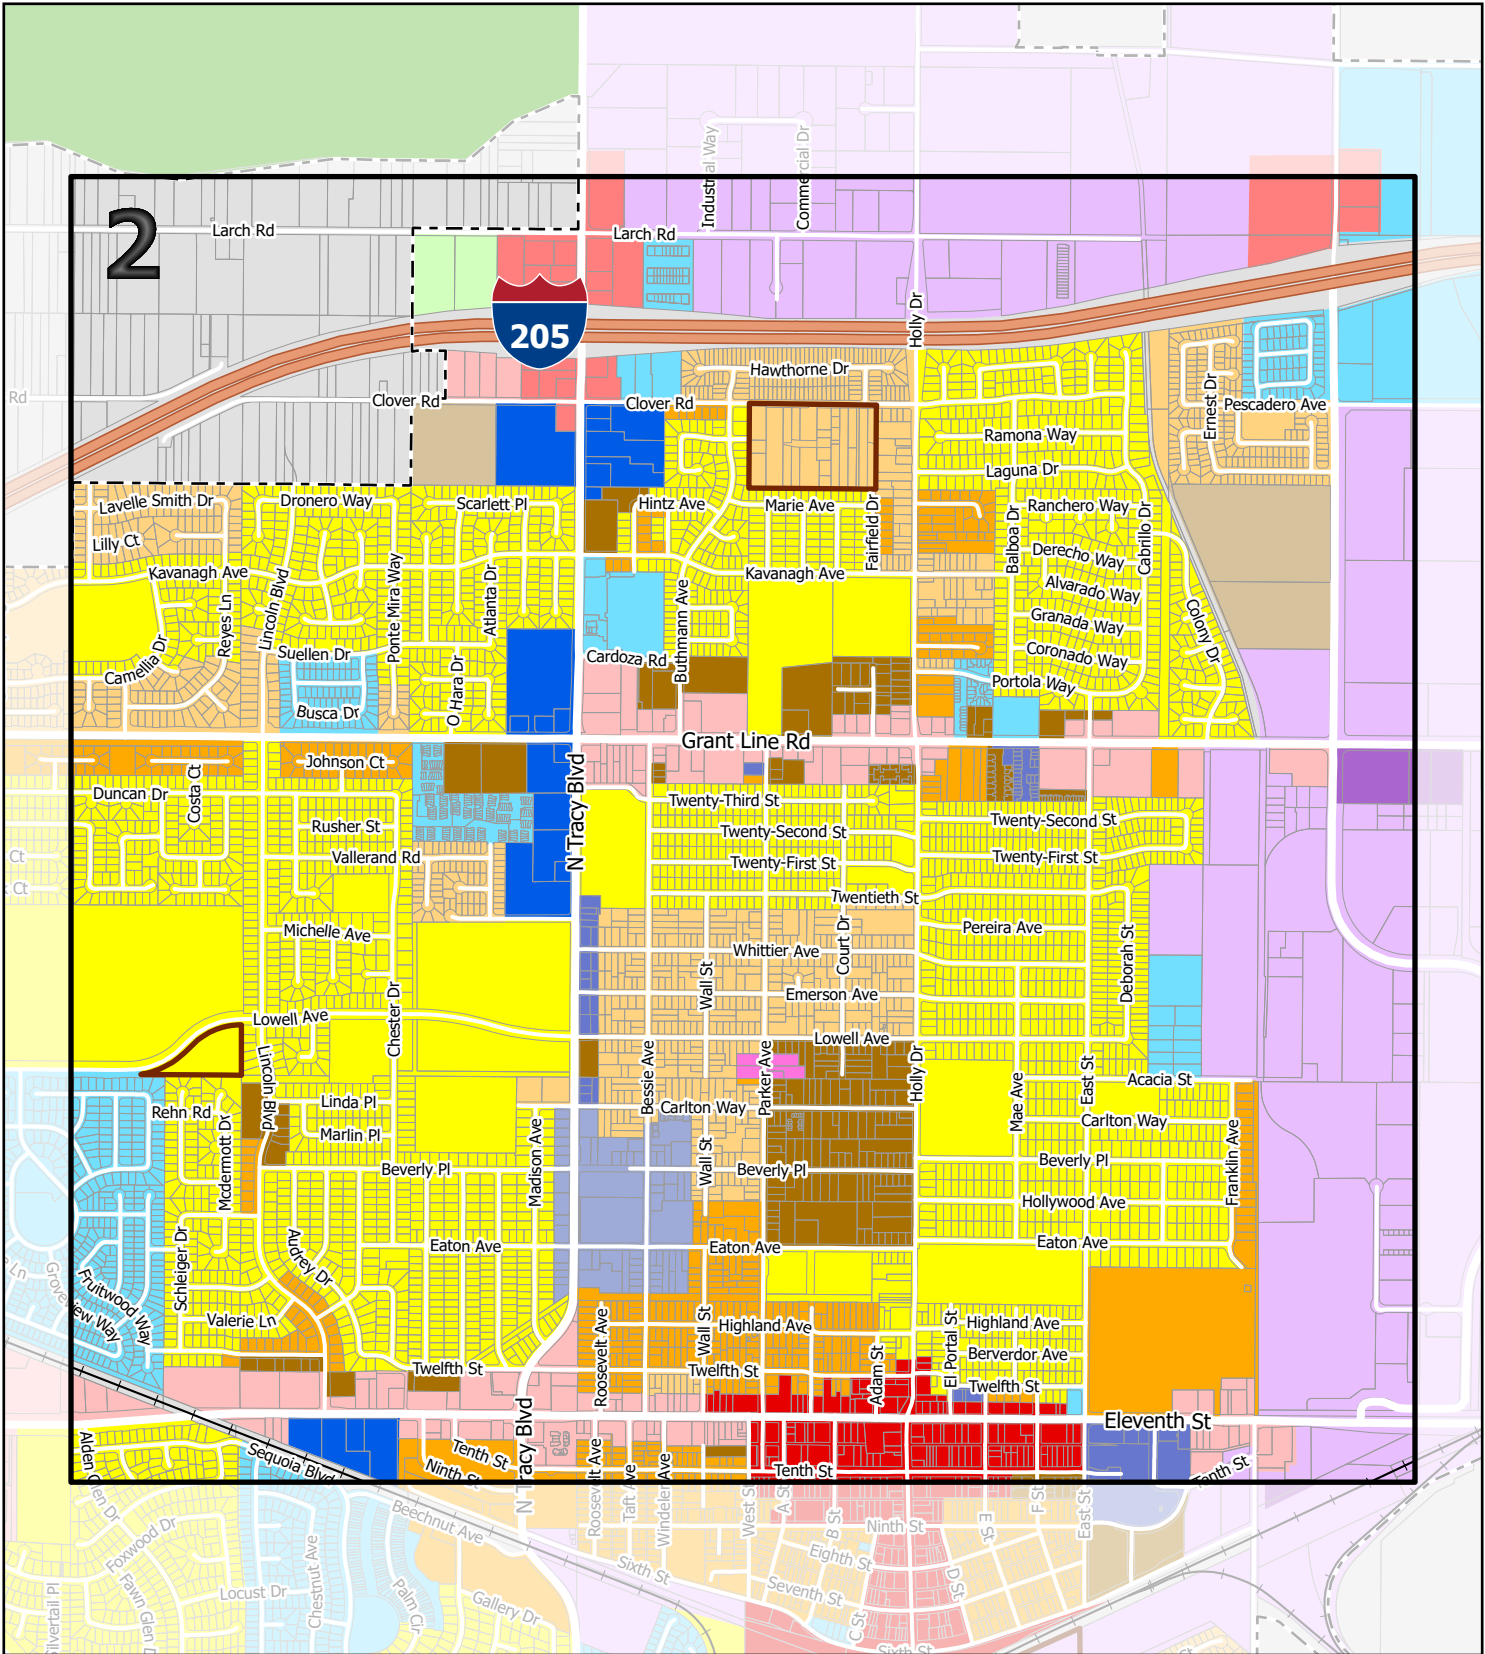 Industrial Way
Commercial Dr
2
Larch Rd
Larch Rd
205
Holly Dr
Hawthorne Dr
Rd
Clover Rd
Clover Rd
Ernest Dr
Pescadero Ave
Ramona Way
Laguna Dr
Lavelle Smith Dr
Dronero Way
Scarlett Pl
Hintz Ave
Marie Ave
Fairfield Dr
Ranchero Way
Balboa Dr
Cabrillo Dr
Lilly Ct
Derecho Way
Kavanagh Ave
Kavanagh Ave
Alvarado Way
Lincoln Blvd
Ponte Mira Way
Atlanta Dr
Reyes Ln
Buthmann Ave
Granada Way
Colony Dr
Camellia Dr
Suellen Dr
Cardoza Rd
Coronado Way
O Hara Dr
Portola Way
Busca Dr
Grant Line Rd
Johnson Ct
Costa Ct
Duncan Dr
N Tracy Blvd
Twenty-Third St
Rusher St
Twenty-Second St
Twenty-Second St
Ct
Vallerand Rd
Twenty-First St
Twenty-First St
Ct
Twentieth St
Michelle Ave
Court Dr
Pereira Ave
Whittier Ave
Deborah St
Wall St
Emerson Ave
Chester Dr
Lowell Ave
Lowell Ave
Lincoln Blvd
Bessie Ave
Parker Ave
Holly Dr
Mae Ave
East St
Acacia St
Rehn Rd
Linda Pl
Carlton Way
Carlton Way
Mcdermott Dr
Marlin Pl
Madison Ave
Franklin Ave
Beverly Pl
Wall St
Beverly Pl
Beverly Pl
Hollywood Ave
Schleiger Dr
Audrey Dr
Eaton Ave
Eaton Ave
Eaton Ave
Ln
Fruitwood Way
Valerie Ln
Roosevelt Ave
Wall St
Highland Ave
El Portal St
Highland Ave
Adam St
Berverdor Ave
Twelfth St
Twelfth St
Twelfth St
N Tracy Blvd
Eleventh St
Alden Glen Dr
Sequoia Blvd
Tenth St
Ninth St
Roosevelt Ave
Taft Ave
Windeler Ave
West St
Tenth St
A St
B St
F St
East St
Tenth St
Beechnut Ave
Ninth St
E St
Foxwood Dr
Fawn Glen D
Locust Dr
Chestnut Ave
Palm Cir
Gallery Dr
Sixth St
Eighth St
Seventh St
C St
D St
Sixth St